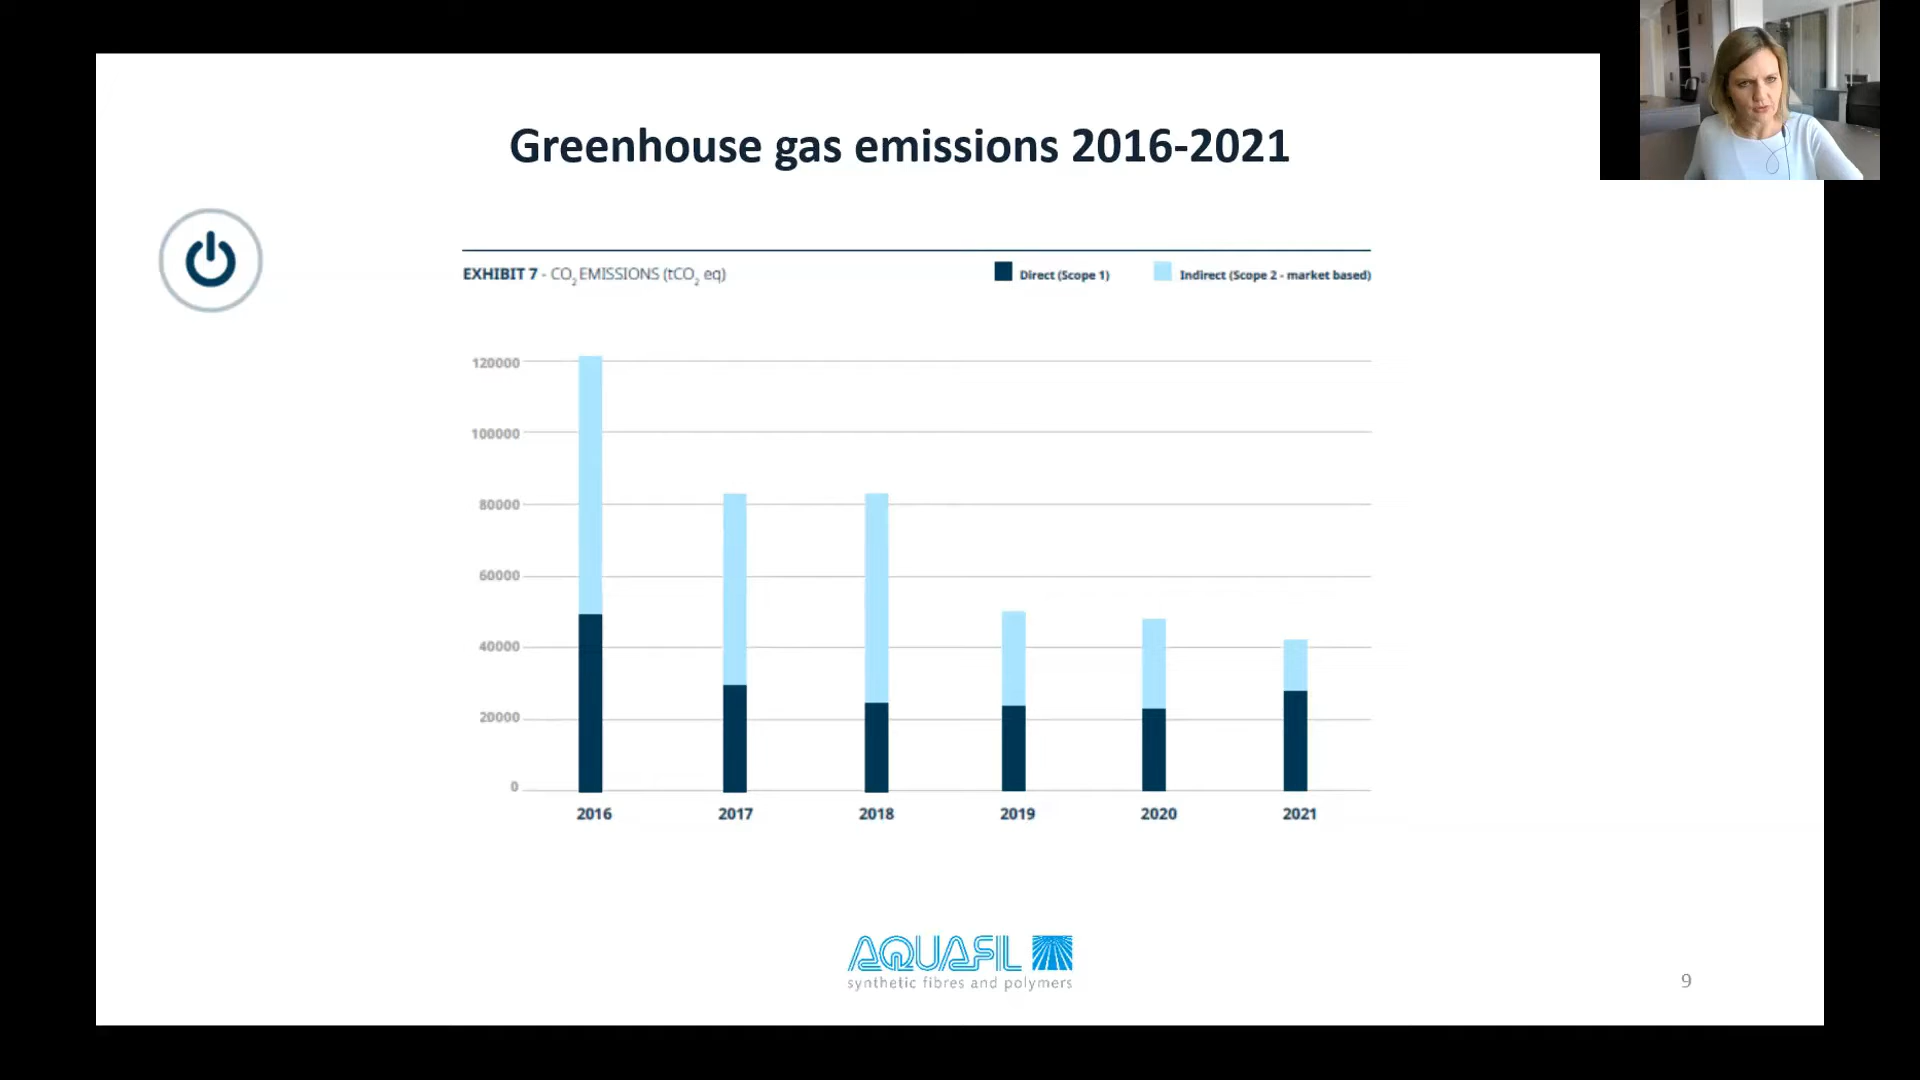 Greenhouse gas emissions 2016-2021
EXHIBIT 7 - CO2 EMISSIONS (tCO2 eq)
Direct (Scope 1)
Indirect (Scope 2 - market based)
120000
100000
80000
60000
40000
20000
0
2016 2017 2018 2019 2020 2021
AQUAFIL
synthetic fibres and polymers
9